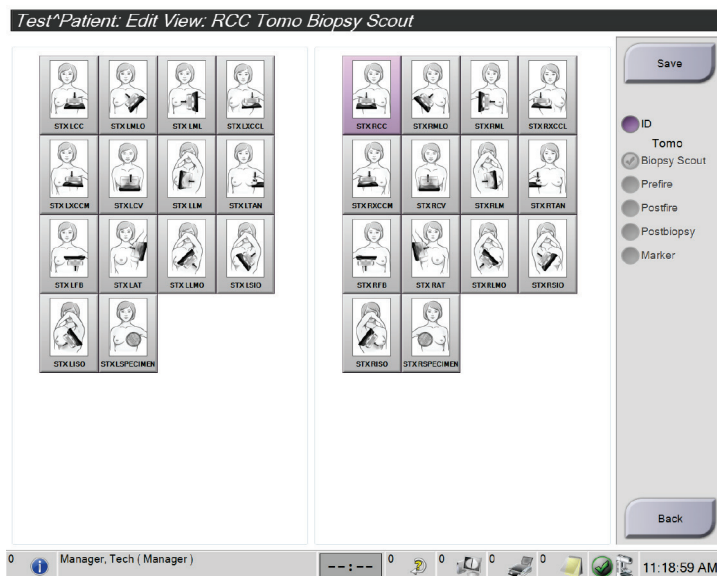 Test^Patient: Edit View: RCC Tomo Biopsy Scout
STX LCC STX LMLO STX LML STX LXCCL
STX LXCCM STX LCV STX LLM STX LTAN
STX LFB STX LAT STX LLMO STX LSIO
STX LISO STX LSPECIMEN
STX RCC STX RMLO STX RML STX RXCCL
STX RXCCM STX RCV STX RLM STX RTAN
STX RFB STX RAT STX RLMO STX RSIO
STX RISO STX RSPECIMEN
Save
ID
Tomo
Biopsy Scout
Prefire
Postfire
Postbiopsy
Marker
Back
0 Manager, Tech ( Manager ) --:-- 0 0 0 0 11:18:59 AM